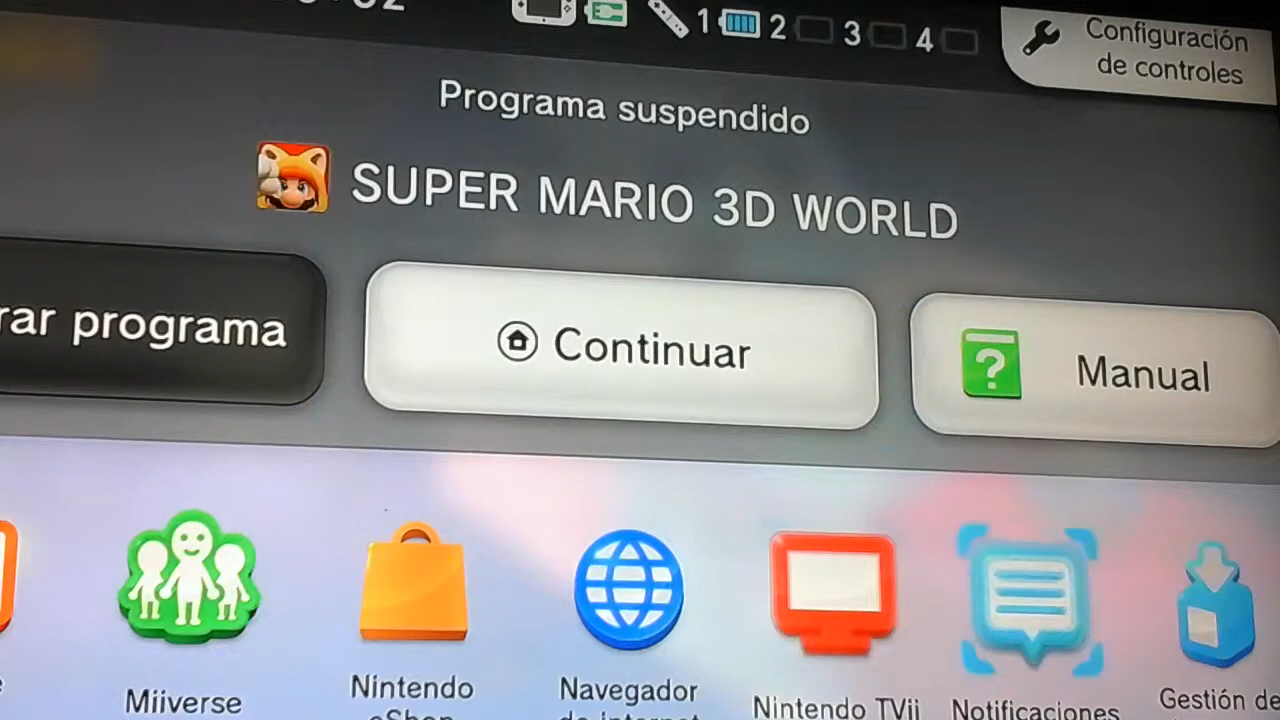 1 2 3 4
Configuración
de controles
Programa suspendido
SUPER MARIO 3D WORLD
programa
Continuar
? Manual
Miiverse
Nintendo
Navegador
Nintendo TVii
Notificaciones
Gestión de